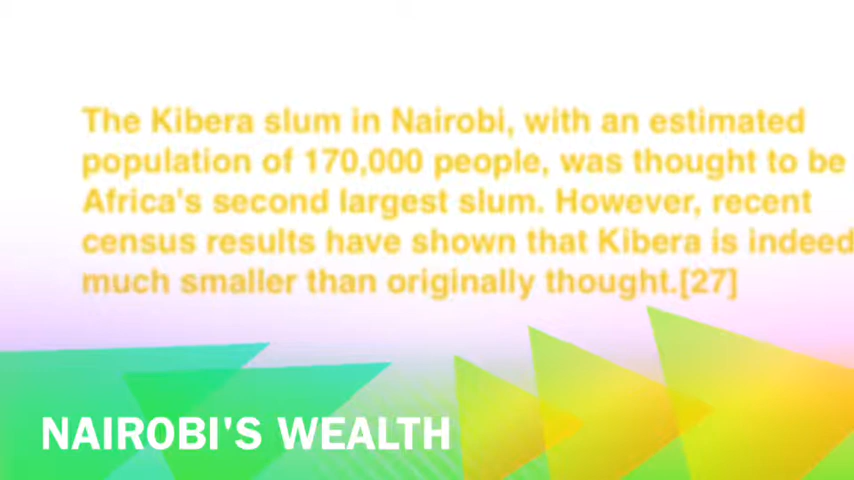 The Kibera slum in Nairobi, with an estimated
population of 170,000 people, was thought to be
Africa's second largest slum. However, recent
census results have shown that Kibera is indeed
much smaller than originally thought.[27]
NAIROBI'S WEALTH